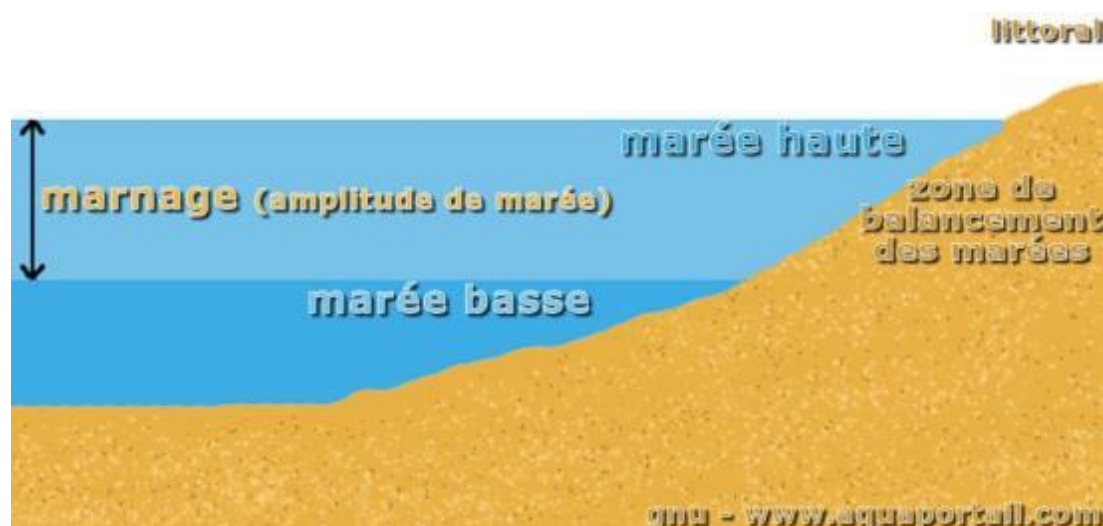 littoral
marée haute
marnage (amplitude de marée)
zone de
balancement
des marées
marée basse
gnu - www.aquaportail.com